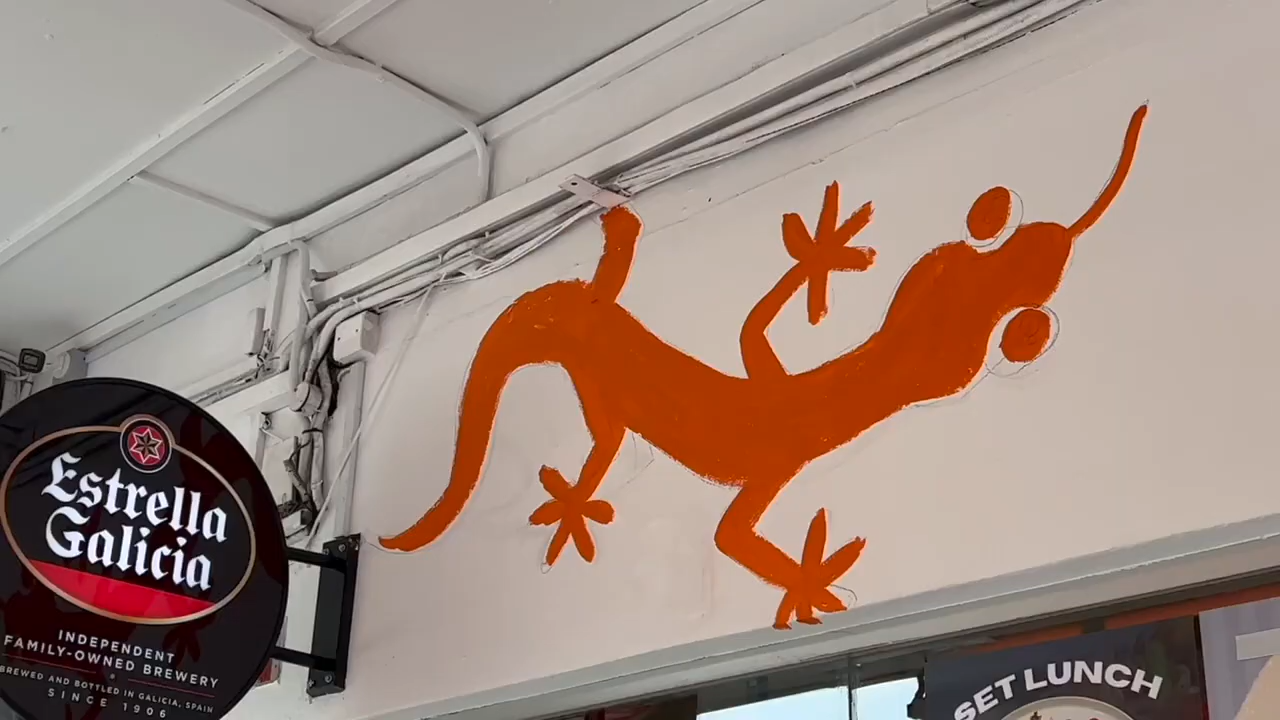 Estrella
Galicia
INDEPENDENT
FAMILY-OWNED BREWERY
BREWED AND BOTTLED IN GALICIA, SPAIN
SINCE 1906
SET LUNCH